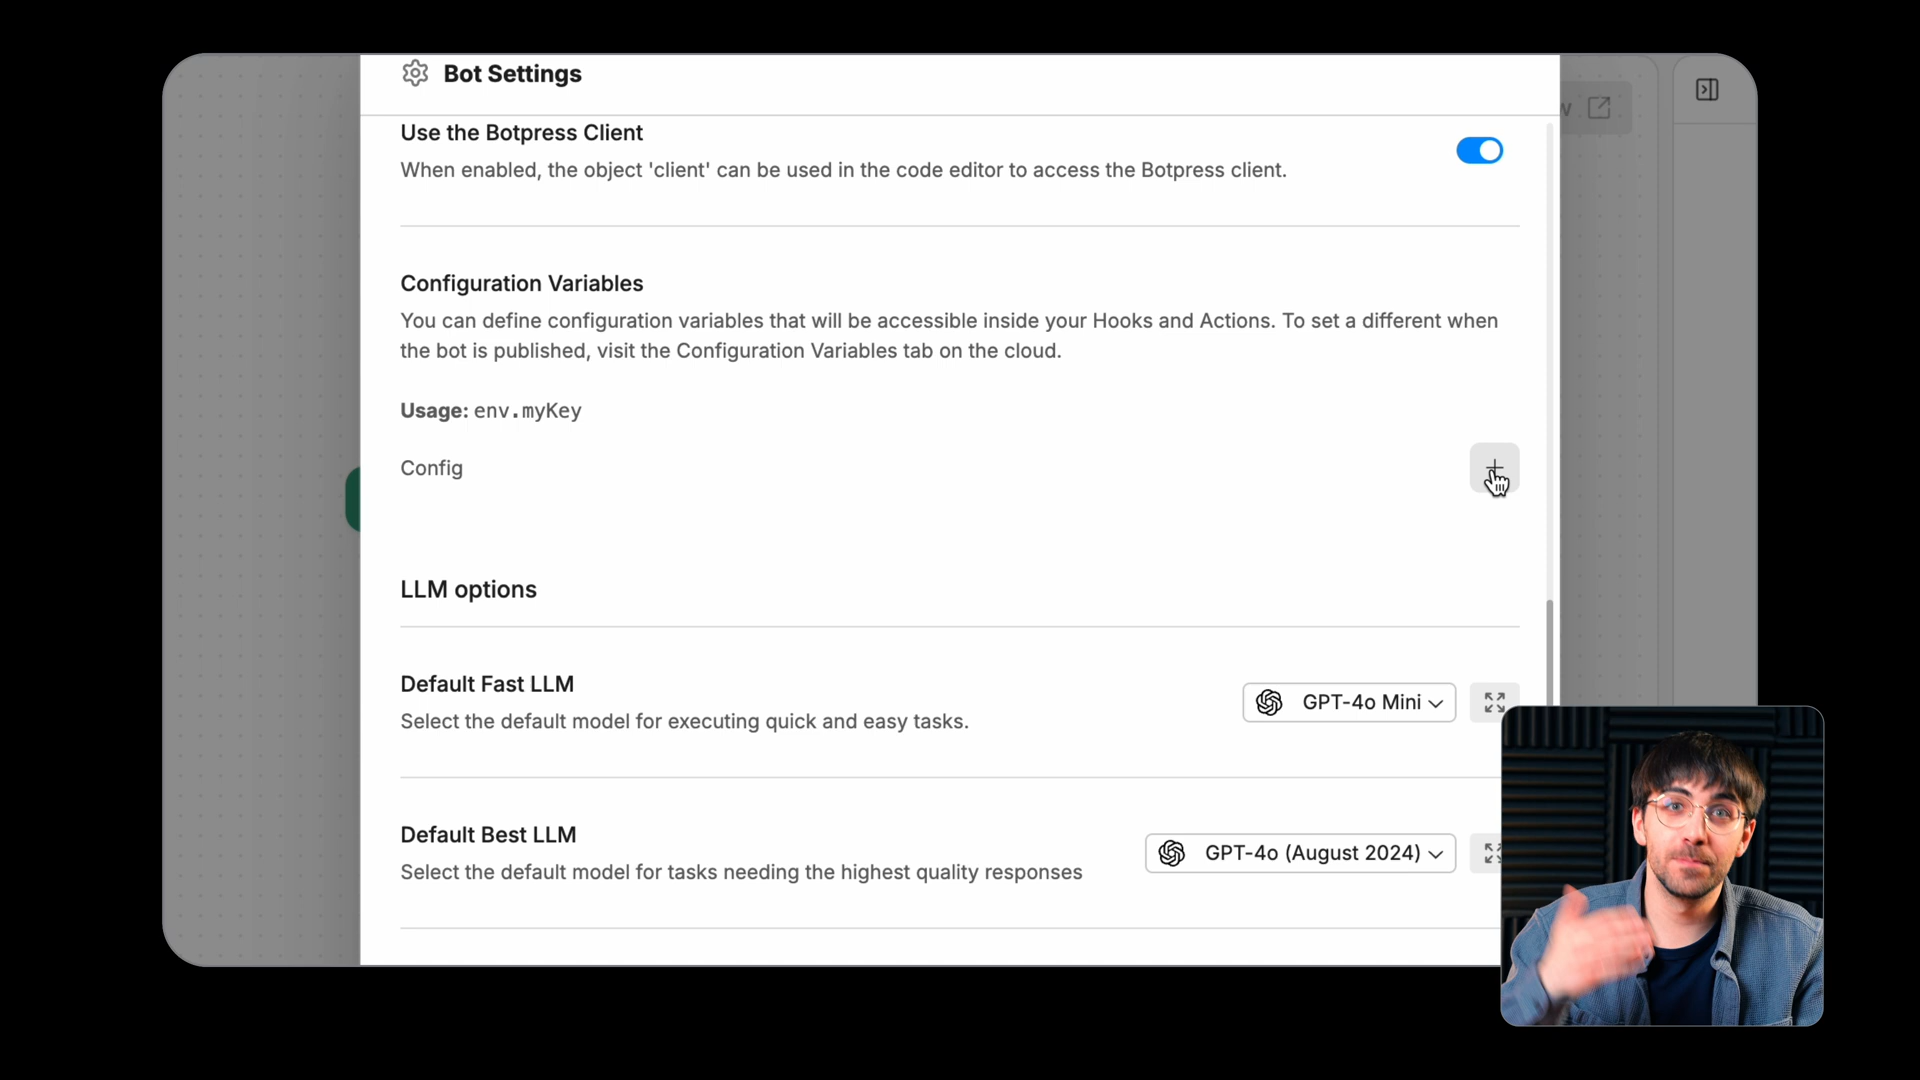 Bot Settings
Use the Botpress Client
When enabled, the object 'client' can be used in the code editor to access the Botpress client.
Configuration Variables
You can define configuration variables that will be accessible inside your Hooks and Actions. To set a different when
the bot is published, visit the Configuration Variables tab on the cloud.
Usage: env.myKey
Config
LLM options
Default Fast LLM
Select the default model for executing quick and easy tasks.
GPT-4o Mini
Default Best LLM
Select the default model for tasks needing the highest quality responses
GPT-4o (August 2024)